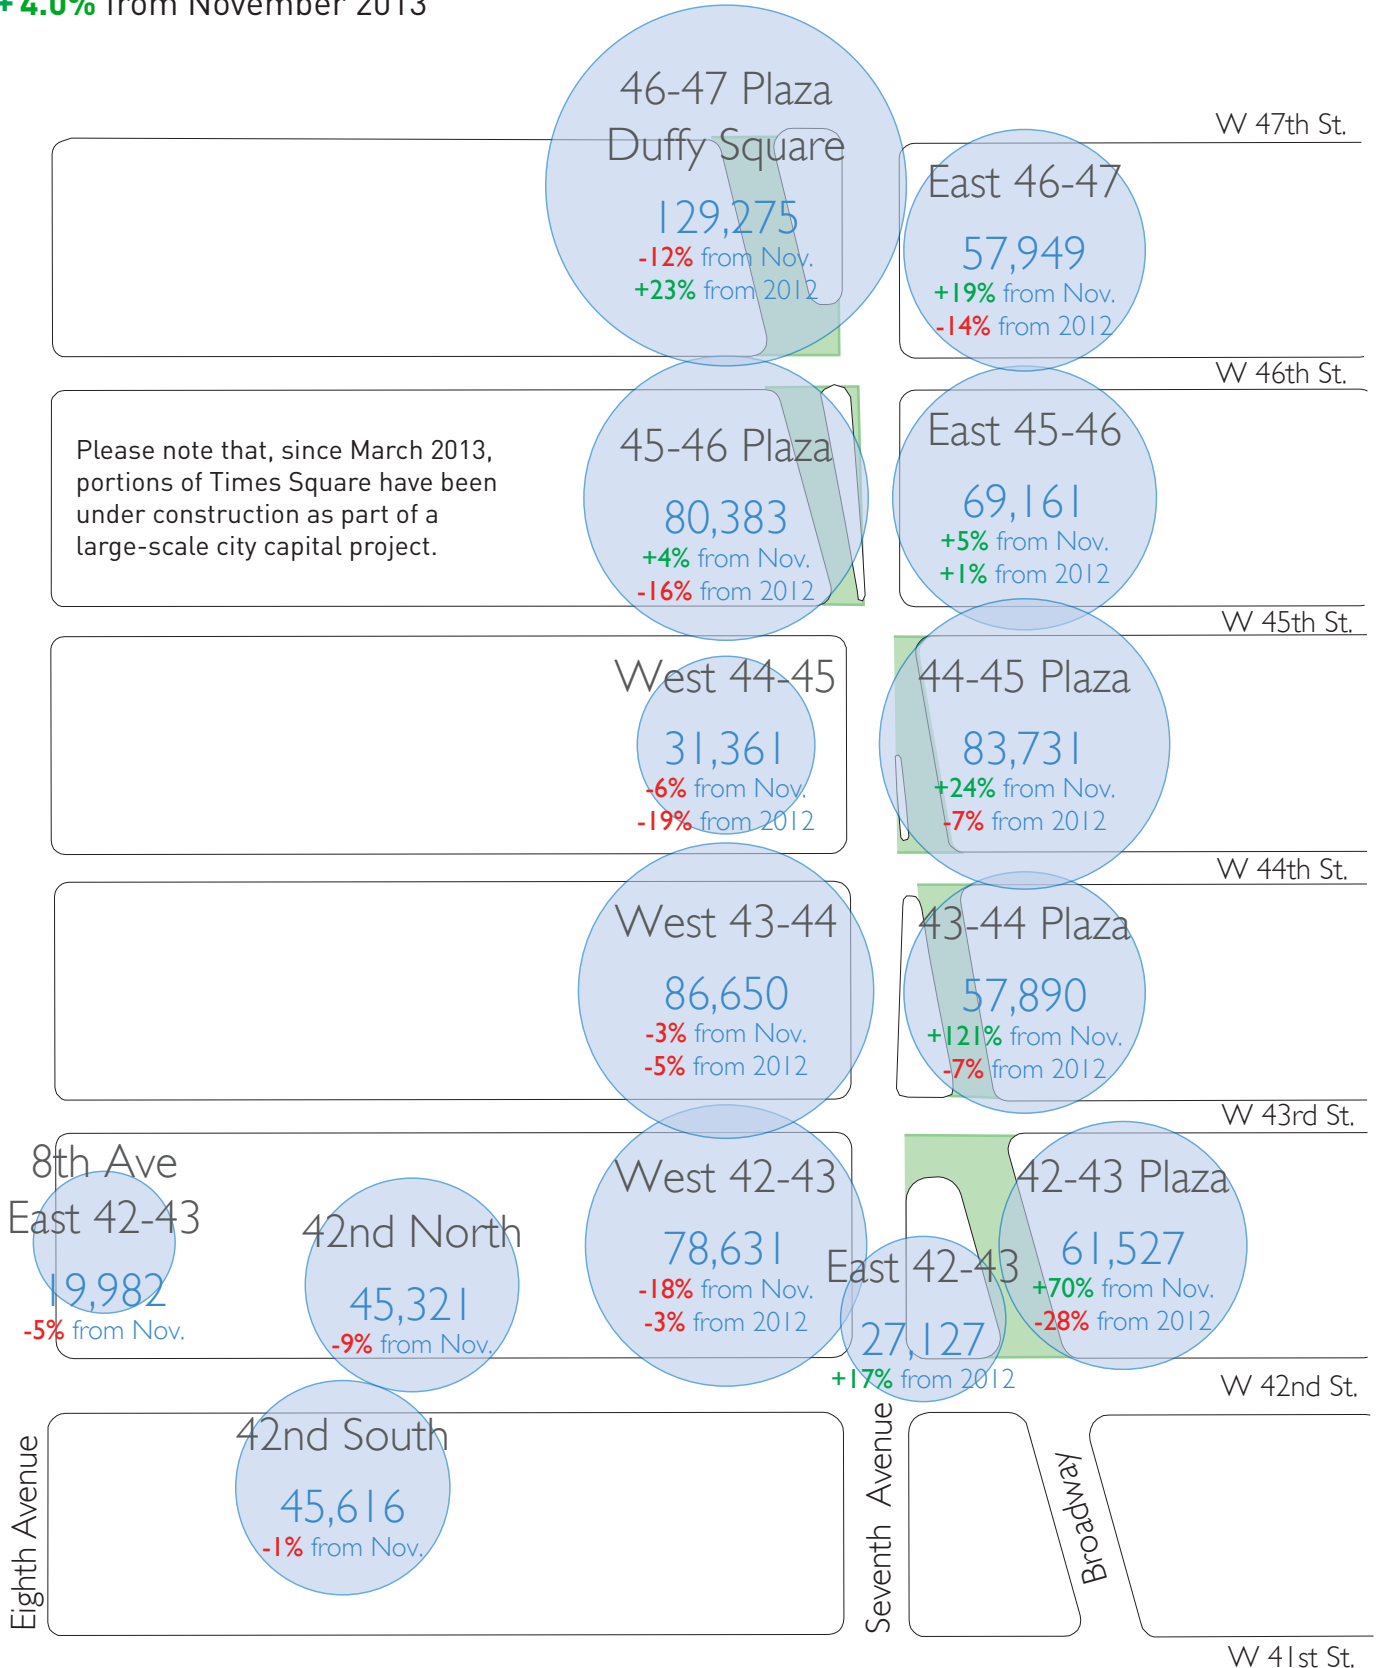 +4.0% from November 2013
46-47 Plaza
Duffy Square
129,275
-12% from Nov.
+23% from 2012
W 47th St.
East 46-47
57,949
+19% from Nov.
-14% from 2012
W 46th St.
Please note that, since March 2013,
portions of Times Square have been
under construction as part of a
large-scale city capital project.
45-46 Plaza
80,383
+4% from Nov.
-16% from 2012
East 45-46
69,161
+5% from Nov.
+1% from 2012
W 45th St.
West 44-45
31,361
-6% from Nov.
-19% from 2012
44-45 Plaza
83,731
+24% from Nov.
-7% from 2012
W 44th St.
West 43-44
86,650
-3% from Nov.
-5% from 2012
43-44 Plaza
57,890
+121% from Nov.
-7% from 2012
W 43rd St.
8th Ave
East 42-43
19,982
-5% from Nov.
42nd North
45,321
-9% from Nov.
West 42-43
78,631
-18% from Nov.
-3% from 2012
East 42-43
27,127
+17% from 2012
42-43 Plaza
61,527
+70% from Nov.
-28% from 2012
W 42nd St.
42nd South
45,616
-1% from Nov.
Eighth Avenue
Seventh Avenue
Broadway
W 41st St.